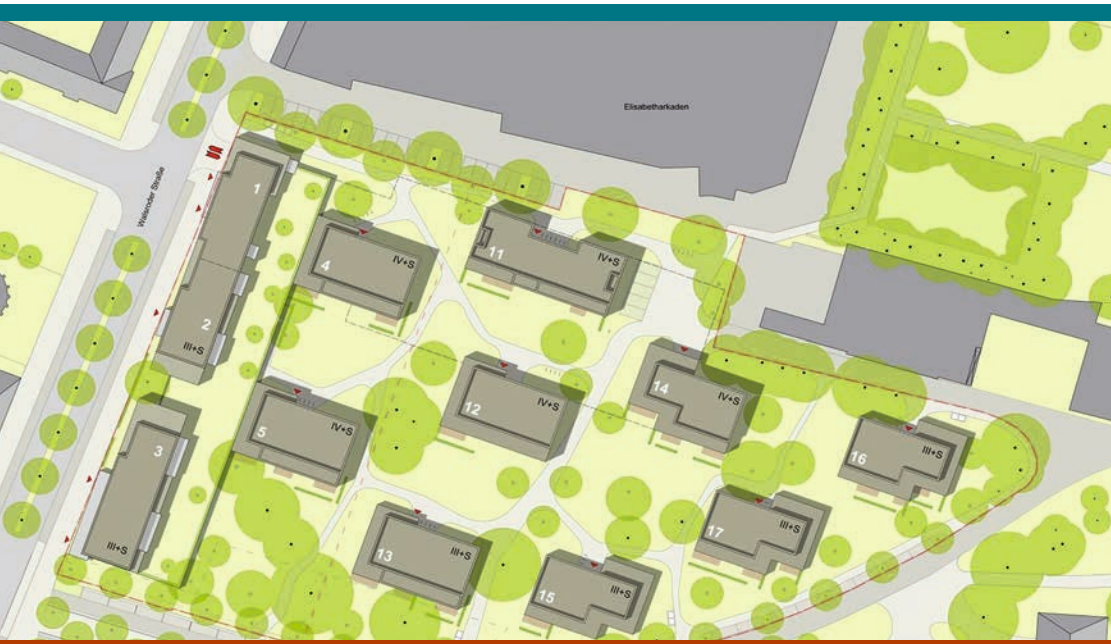 Elisabetharkaden
Walsroder Straße
1
2
III+S
3
III+S
4
IV+S
11
IV+S
5
IV+S
12
IV+S
14
IV+S
16
III+S
13
III+S
17
III+S
15
III+S